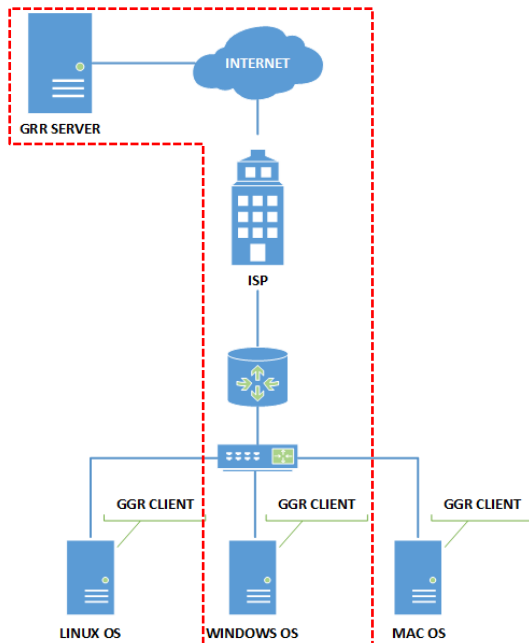 INTERNET
GRR SERVER
ISP
GGR CLIENT
GGR CLIENT
GGR CLIENT
LINUX OS
WINDOWS OS
MAC OS